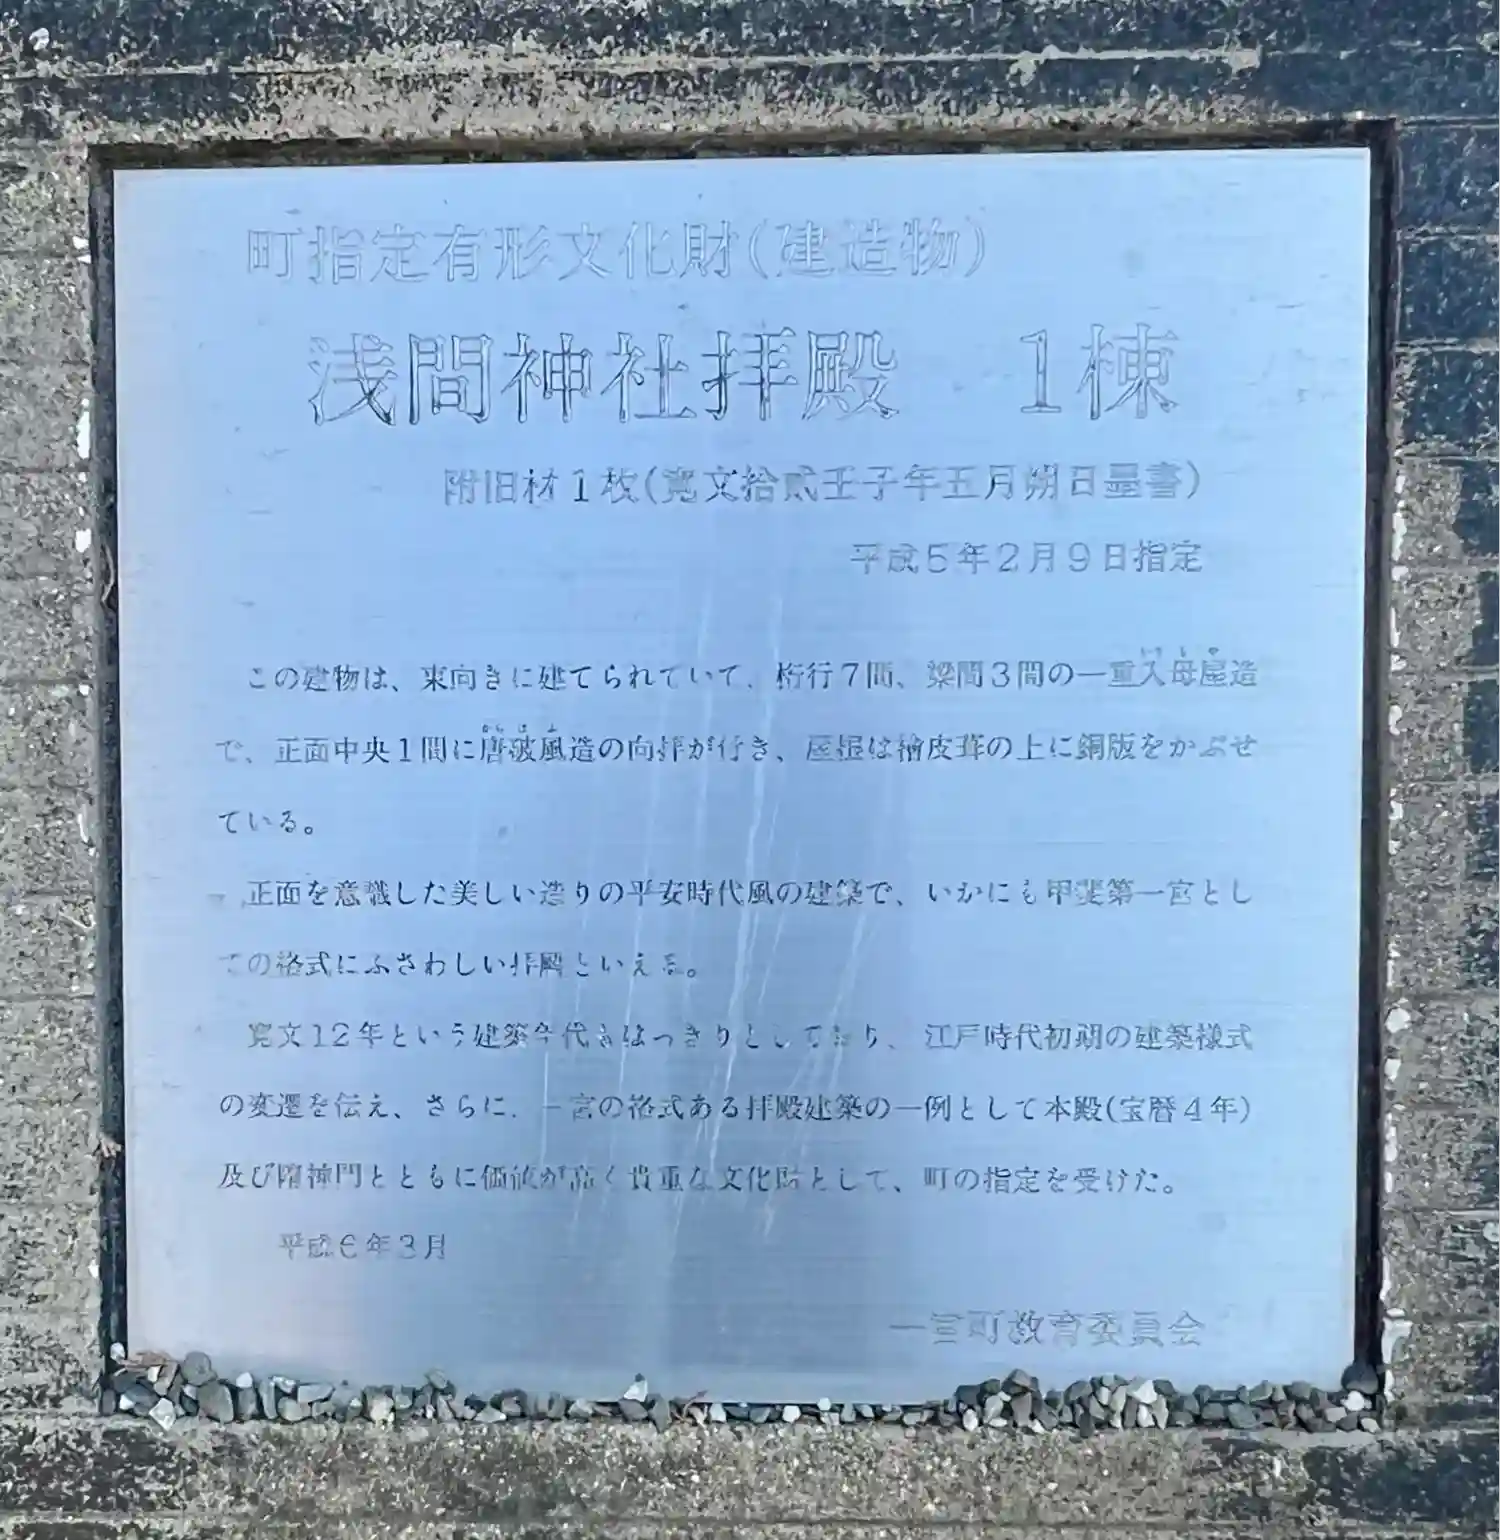 町指定有形文化財(建造物)
浅間神社拝殿　1棟
附旧材1枚(寛文拾弐壬子年五月朔日墨書)
平成5年2月9日指定
この建物は、東向きに建てられていて、桁行7間、梁間3間の一重入母屋造
で、正面中央1間に唐破風造の向拝が付き、屋根は檜皮葺の上に銅版をかぶせ
ている。
正面を意識した美しい造りの平安時代風の建築で、いかにも甲斐第一宮とし
ての格式にふさわしい拝殿といえる。
寛文12年という建築年代もはっきりとしており、江戸時代初期の建築様式
の変遷を伝え、さらに、一宮の格式ある拝殿建築の一例として本殿(宝暦4年)
及び随神門とともに価値が高く貴重な文化財として、町の指定を受けた。
平成6年3月
一宮町教育委員会